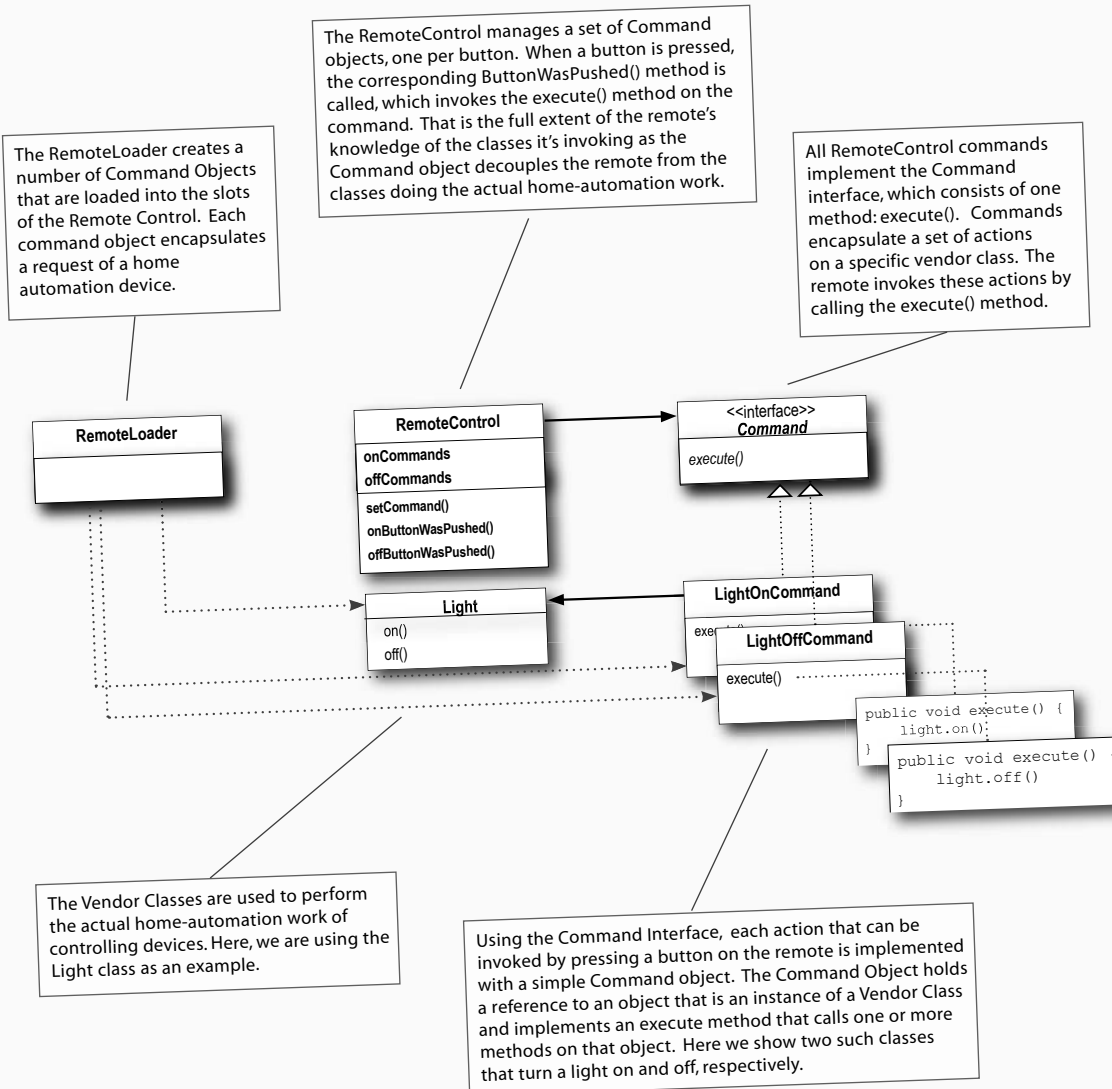 The RemoteControl manages a set of Command
objects, one per button. When a button is pressed,
the corresponding ButtonWasPushed() method is
called, which invokes the execute() method on the
command. That is the full extent of the remote's
knowledge of the classes it's invoking as the
Command object decouples the remote from the
classes doing the actual home-automation work.
The RemoteLoader creates a
number of Command Objects
that are loaded into the slots
of the Remote Control. Each
command object encapsulates
a request of a home
automation device.
All RemoteControl commands
implement the Command
interface, which consists of one
method: execute(). Commands
encapsulate a set of actions
on a specific vendor class. The
remote invokes these actions by
calling the execute() method.
RemoteLoader
RemoteControl
onCommands
offCommands
setCommand()
onButtonWasPushed()
offButtonWasPushed()
<<interface>>
Command
execute()
Light
on()
off()
LightOnCommand
LightOffCommand
execute()
public void execute() {
light.on()
}
public void execute() {
light.off()
}
The Vendor Classes are used to perform
the actual home-automation work of
controlling devices. Here, we are using the
Light class as an example.
Using the Command Interface, each action that can be
invoked by pressing a button on the remote is implemented
with a simple Command object. The Command Object holds
a reference to an object that is an instance of a Vendor Class
and implements an execute method that calls one or more
methods on that object. Here we show two such classes
that turn a light on and off, respectively.